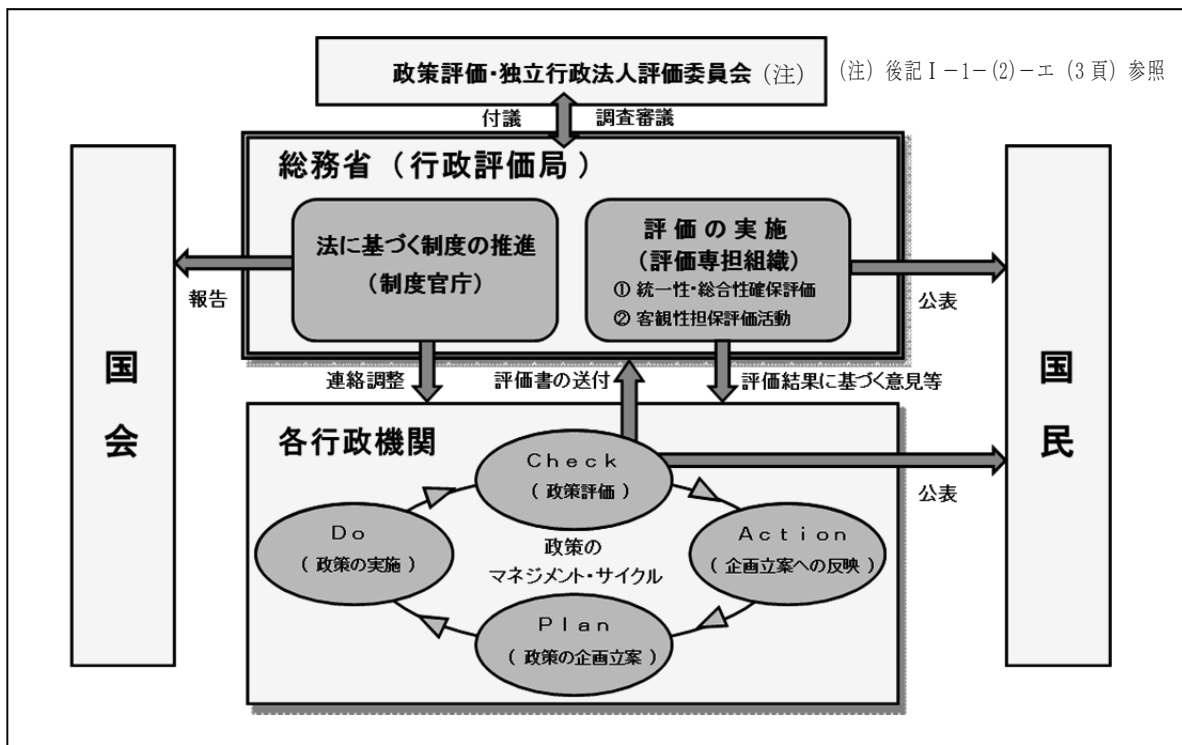 政策評価・独立行政法人評価委員会（注）
（注）後記Ⅰ－1－(2)－エ（3頁）参照
付議
調査審議
総務省（行政評価局）
法に基づく制度の推進
（制度官庁）
評価の実施
（評価専担組織）
① 統一性・総合性確保評価
② 客観性担保評価活動
報告
公表
国会
国民
連絡調整
評価書の送付
評価結果に基づく意見等
各行政機関
Check
（政策評価）
公表
Do
（政策の実施）
政策の
マネジメント・サイクル
Action
（企画立案への反映）
Plan
（政策の企画立案）